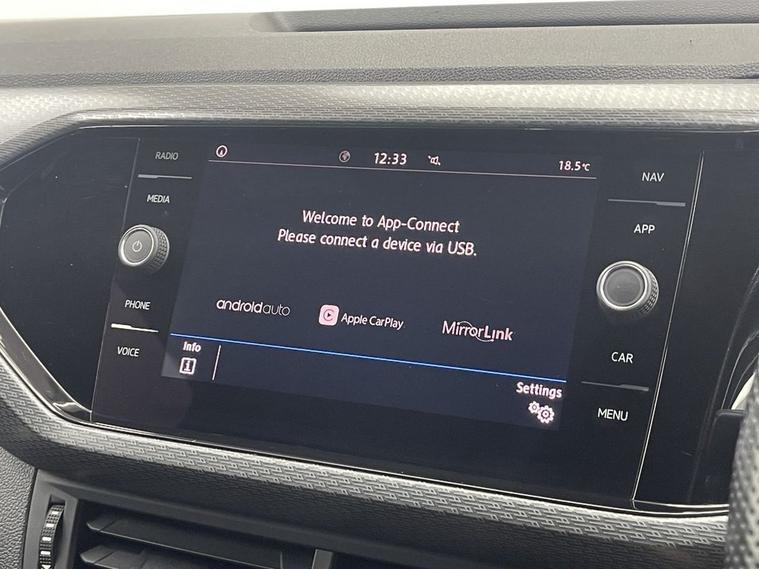 RADIO
MEDIA
PHONE
VOICE
12:33
18.5°C
Welcome to App-Connect
Please connect a device via USB.
androidauto
Apple CarPlay
MirrorLink
Info
Settings
NAV
APP
CAR
MENU